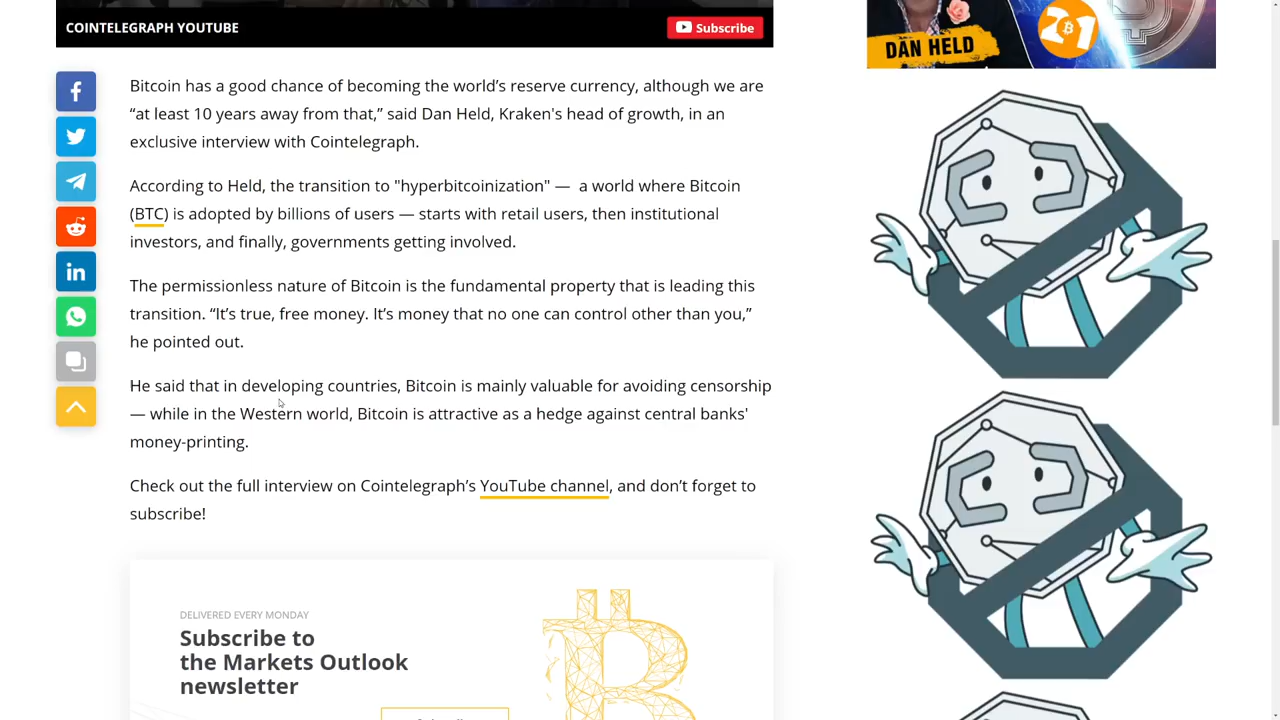 COINTELEGRAPH YOUTUBE
Subscribe
DAN HELD
21
Bitcoin has a good chance of becoming the world’s reserve currency, although we are
“at least 10 years away from that,” said Dan Held, Kraken's head of growth, in an
exclusive interview with Cointelegraph.
According to Held, the transition to "hyperbitcoinization" — a world where Bitcoin
(BTC) is adopted by billions of users — starts with retail users, then institutional
investors, and finally, governments getting involved.
The permissionless nature of Bitcoin is the fundamental property that is leading this
transition. “It’s true, free money. It’s money that no one can control other than you,”
he pointed out.
He said that in developing countries, Bitcoin is mainly valuable for avoiding censorship
— while in the Western world, Bitcoin is attractive as a hedge against central banks'
money-printing.
Check out the full interview on Cointelegraph’s YouTube channel, and don’t forget to
subscribe!
DELIVERED EVERY MONDAY
Subscribe to
the Markets Outlook
newsletter